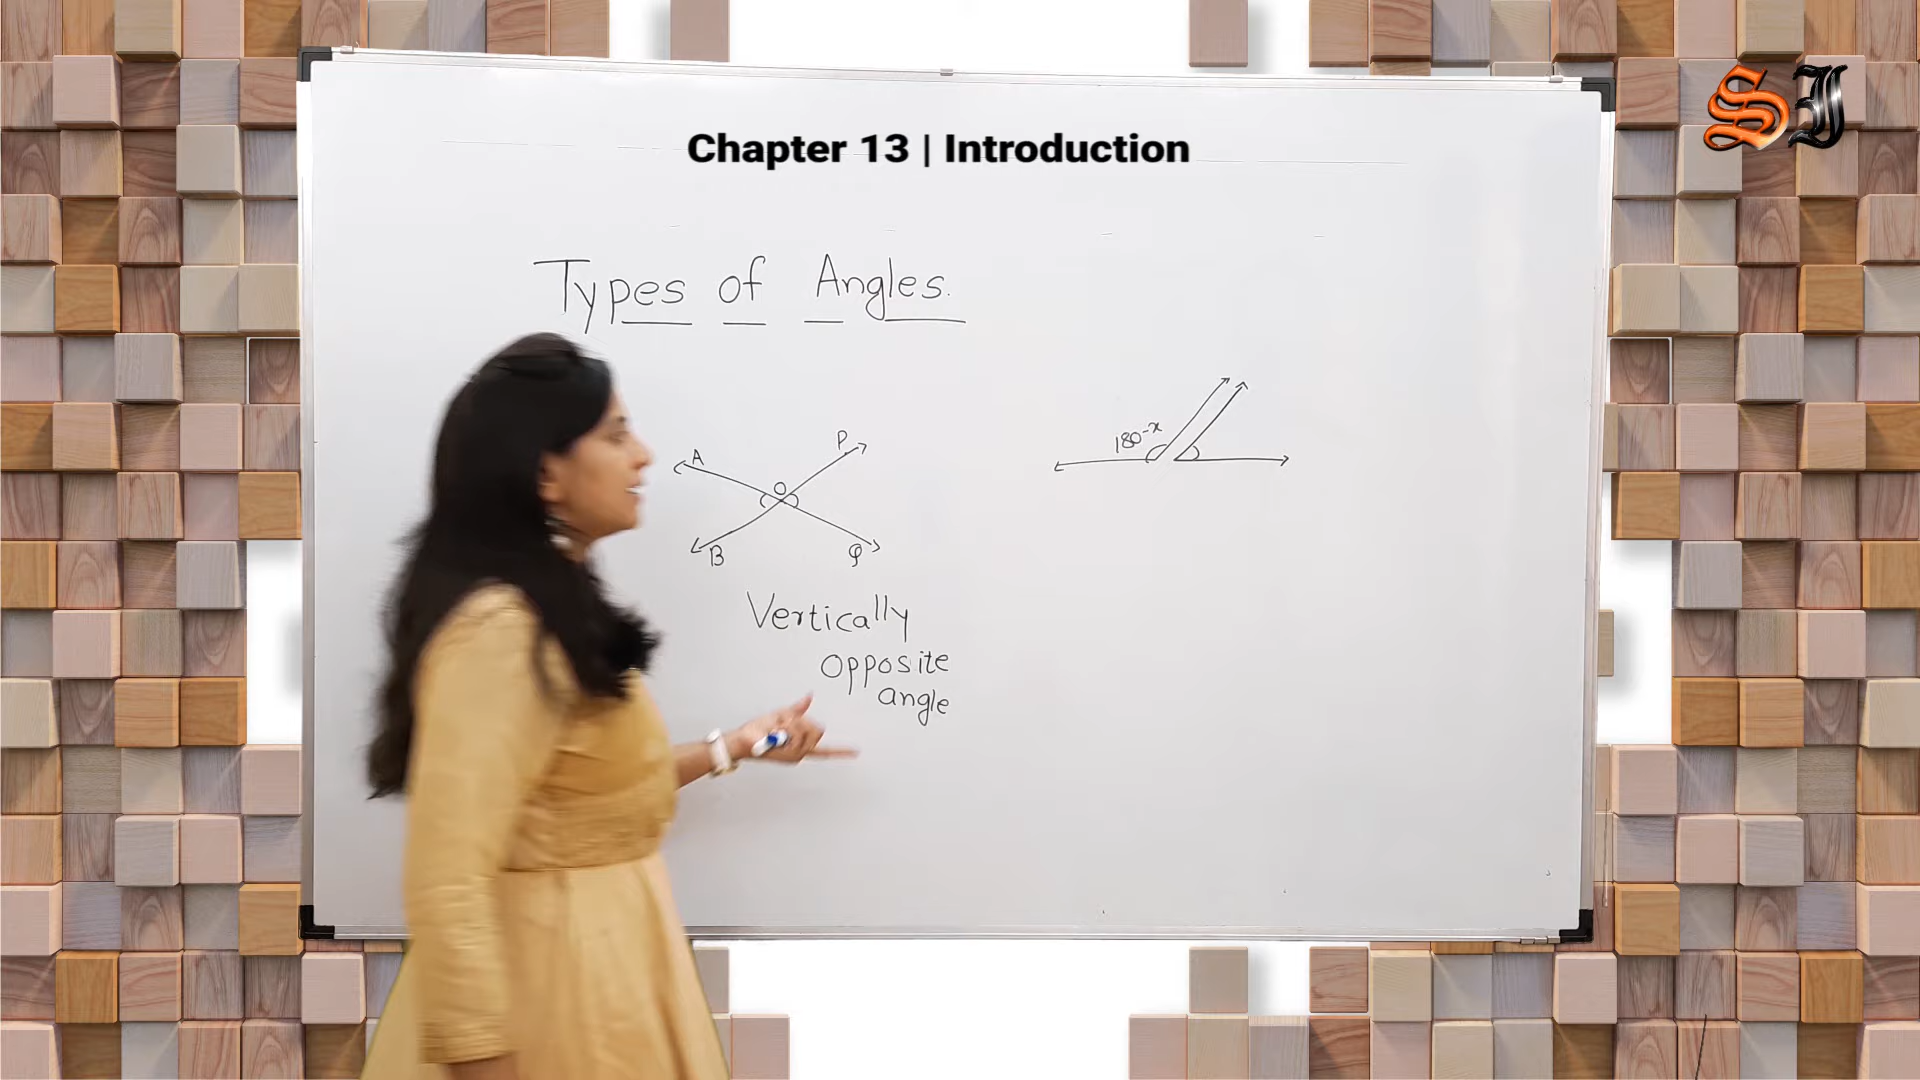 SJ
Chapter 13 | Introduction
Types of Angles.
A
P
O
B
Q
180-x
Vertically
opposite
angle